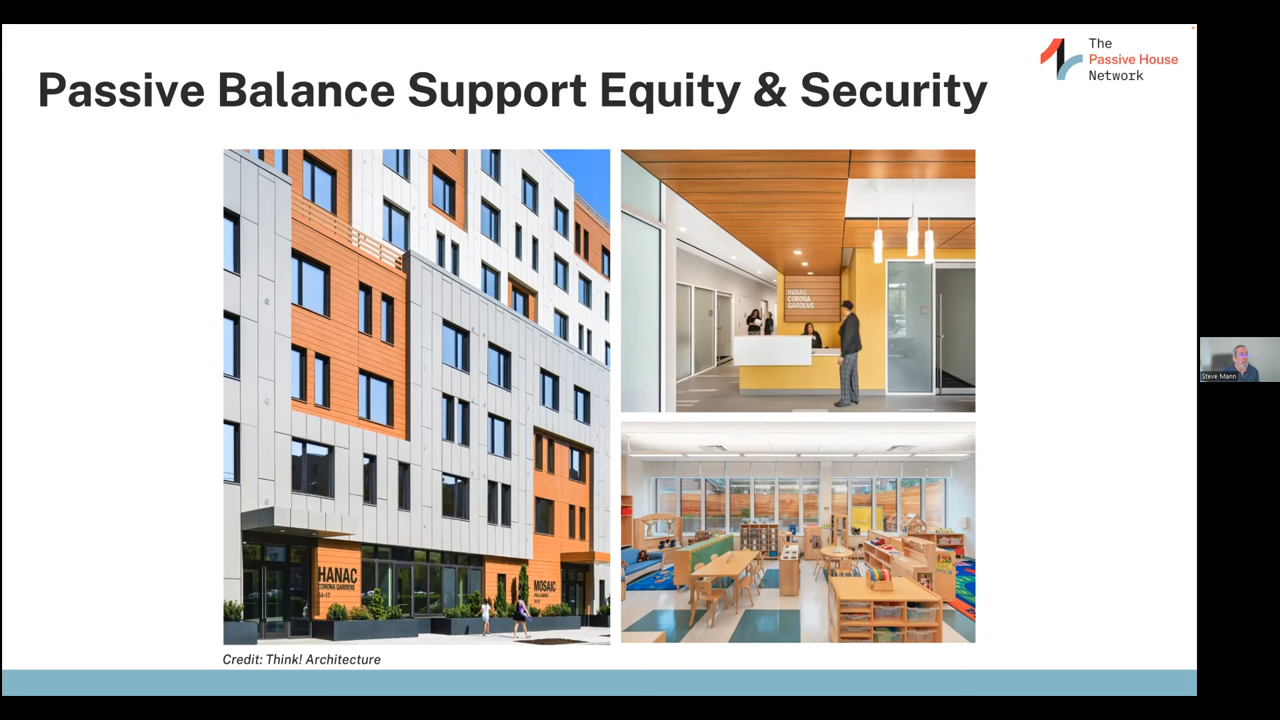 The
Passive House
Network
Passive Balance Support Equity & Security
HANAC
CORONA
GARDENS
HANAC
CORONA GARDENS
MOSAIC
Steve Mann
Credit: Think! Architecture